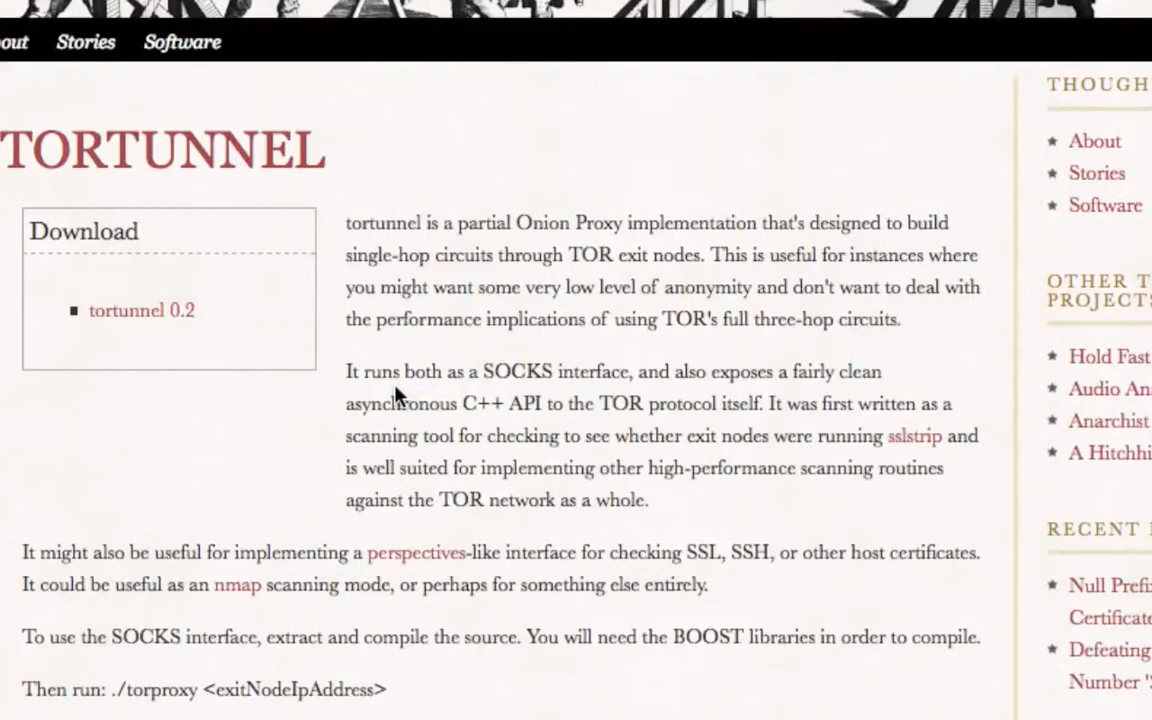 out Stories Software
TORTUNNEL
Download
tortunnel 0.2
tortunnel is a partial Onion Proxy implementation that's designed to build
single-hop circuits through TOR exit nodes. This is useful for instances where
you might want some very low level of anonymity and don't want to deal with
the performance implications of using TOR's full three-hop circuits.
It runs both as a SOCKS interface, and also exposes a fairly clean
asynchronous C++ API to the TOR protocol itself. It was first written as a
scanning tool for checking to see whether exit nodes were running sslstrip and
is well suited for implementing other high-performance scanning routines
against the TOR network as a whole.
It might also be useful for implementing a perspectives-like interface for checking SSL, SSH, or other host certificates.
It could be useful as an nmap scanning mode, or perhaps for something else entirely.
To use the SOCKS interface, extract and compile the source. You will need the BOOST libraries in order to compile.
Then run: ./torproxy <exitNodeIpAddress>
THOUGH
About
Stories
Software
OTHER T
PROJECTS
Hold Fast
Audio An
Anarchist
A Hitchhi
RECENT
Null Prefi
Certificate
Defeating
Number '